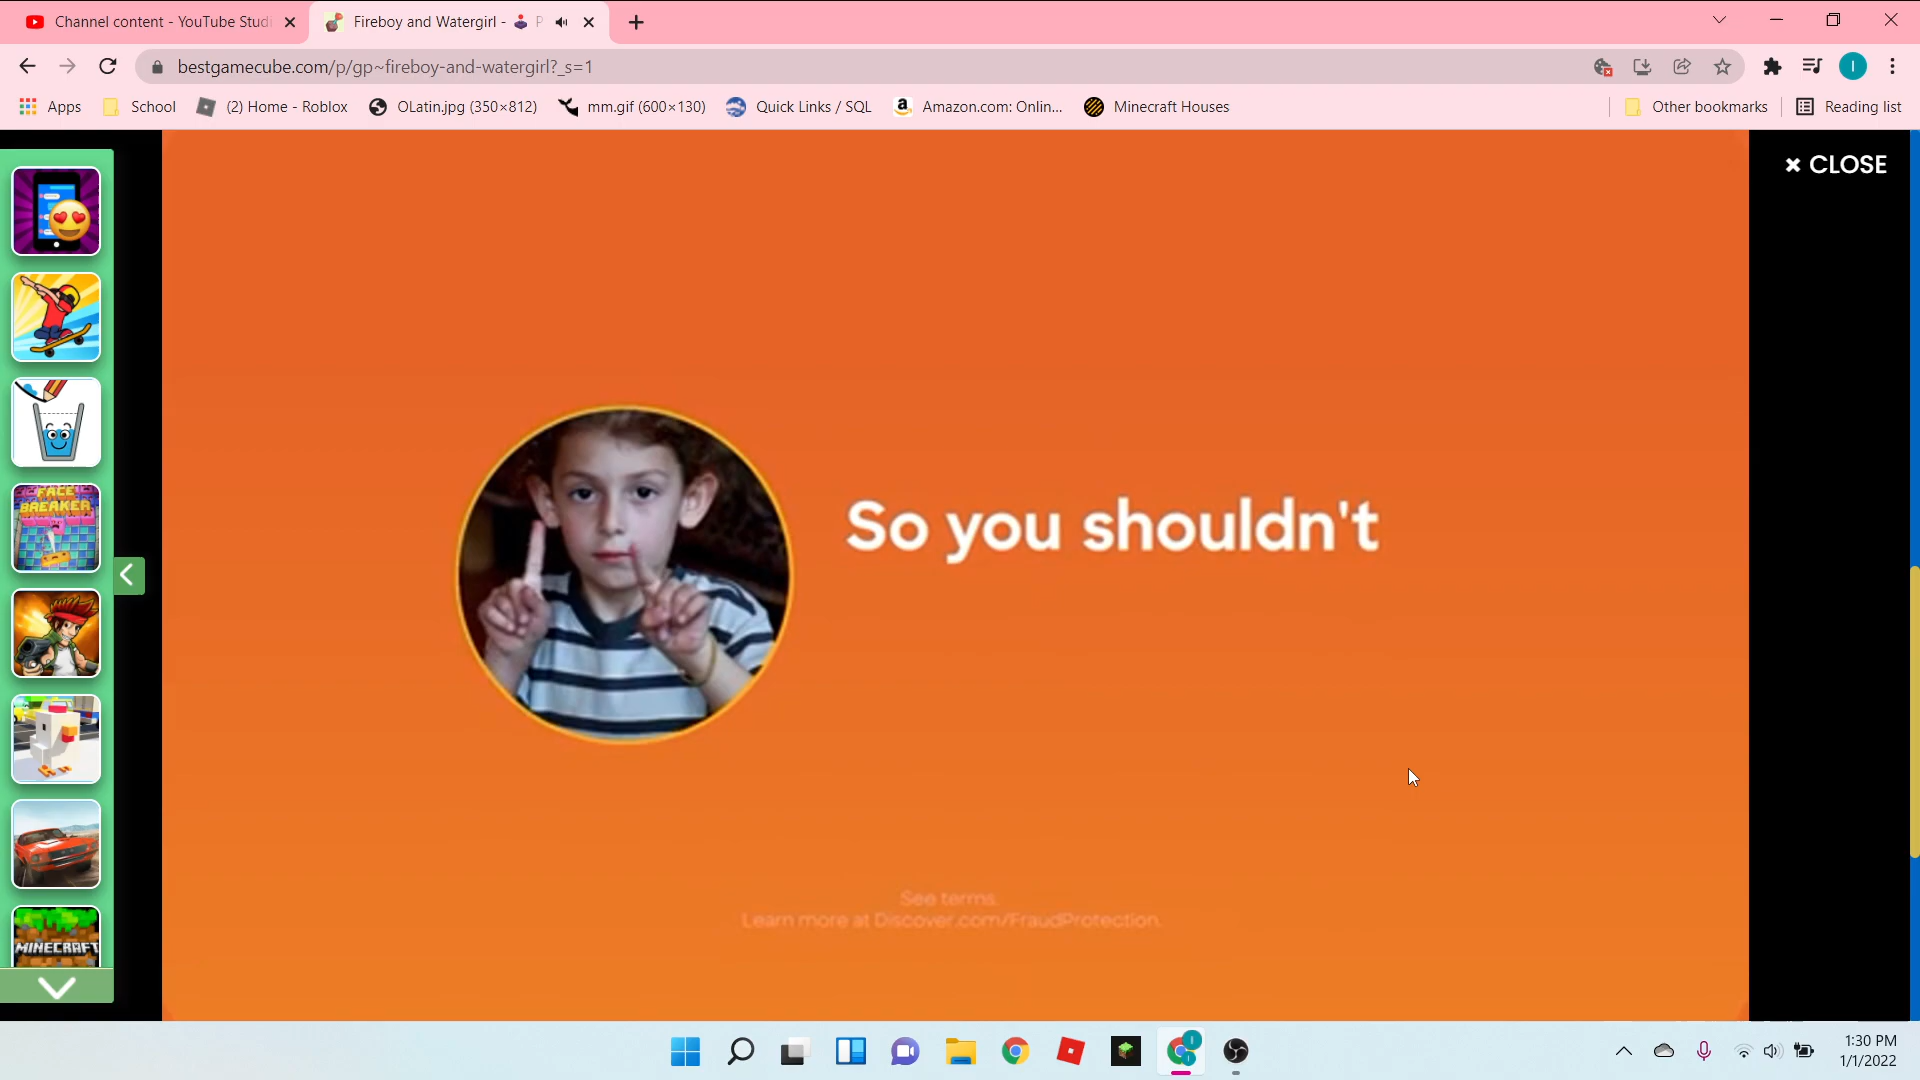 Channel content - YouTube Studi
Fireboy and Watergirl - P
bestgamecube.com/p/gp~fireboy-and-watergirl?_s=1
I
Apps
School
(2) Home - Roblox
OLatin.jpg (350×812)
mm.gif (600×130)
Quick Links / SQL
Amazon.com: Onlin...
Minecraft Houses
Other bookmarks
Reading list
× CLOSE
FACE
BREAKER
MINECRAFT
So you shouldn't
See terms.
Learn more at Discover.com/FraudProtection.
1:30 PM
1/1/2022